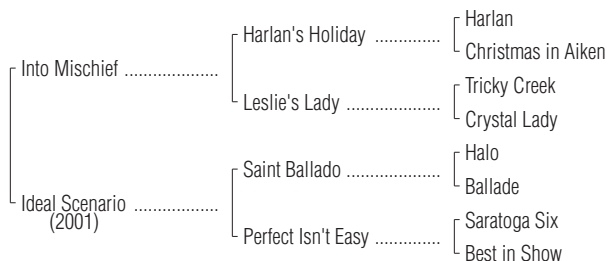 Harlan
Harlan's Holiday ..............
Christmas in Aiken
Into Mischief ....................
Tricky Creek
Leslie's Lady .......................
Crystal Lady
Halo
Saint Ballado .......................
Ballade
Ideal Scenario ..................
(2001)
Saratoga Six
Perfect Isn't Easy ...............
Best in Show